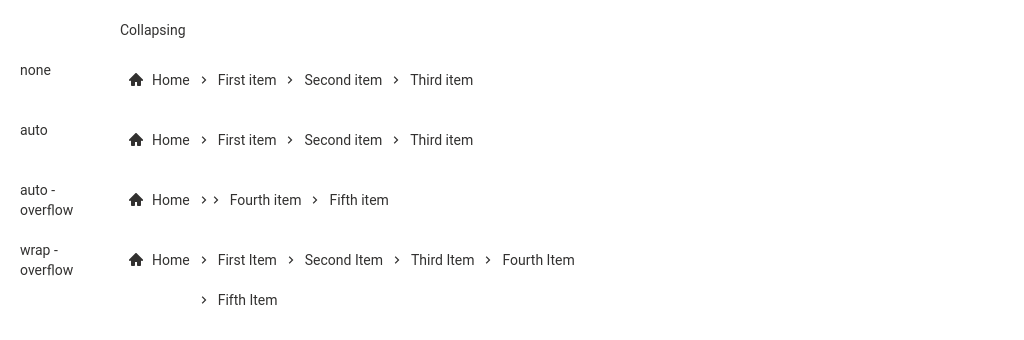 Collapsing
none
Home > First item > Second item > Third item
auto
Home > First item > Second item > Third item
auto -
overflow
Home > > Fourth item > Fifth item
wrap -
overflow
Home > First Item > Second Item > Third Item > Fourth Item
> Fifth Item